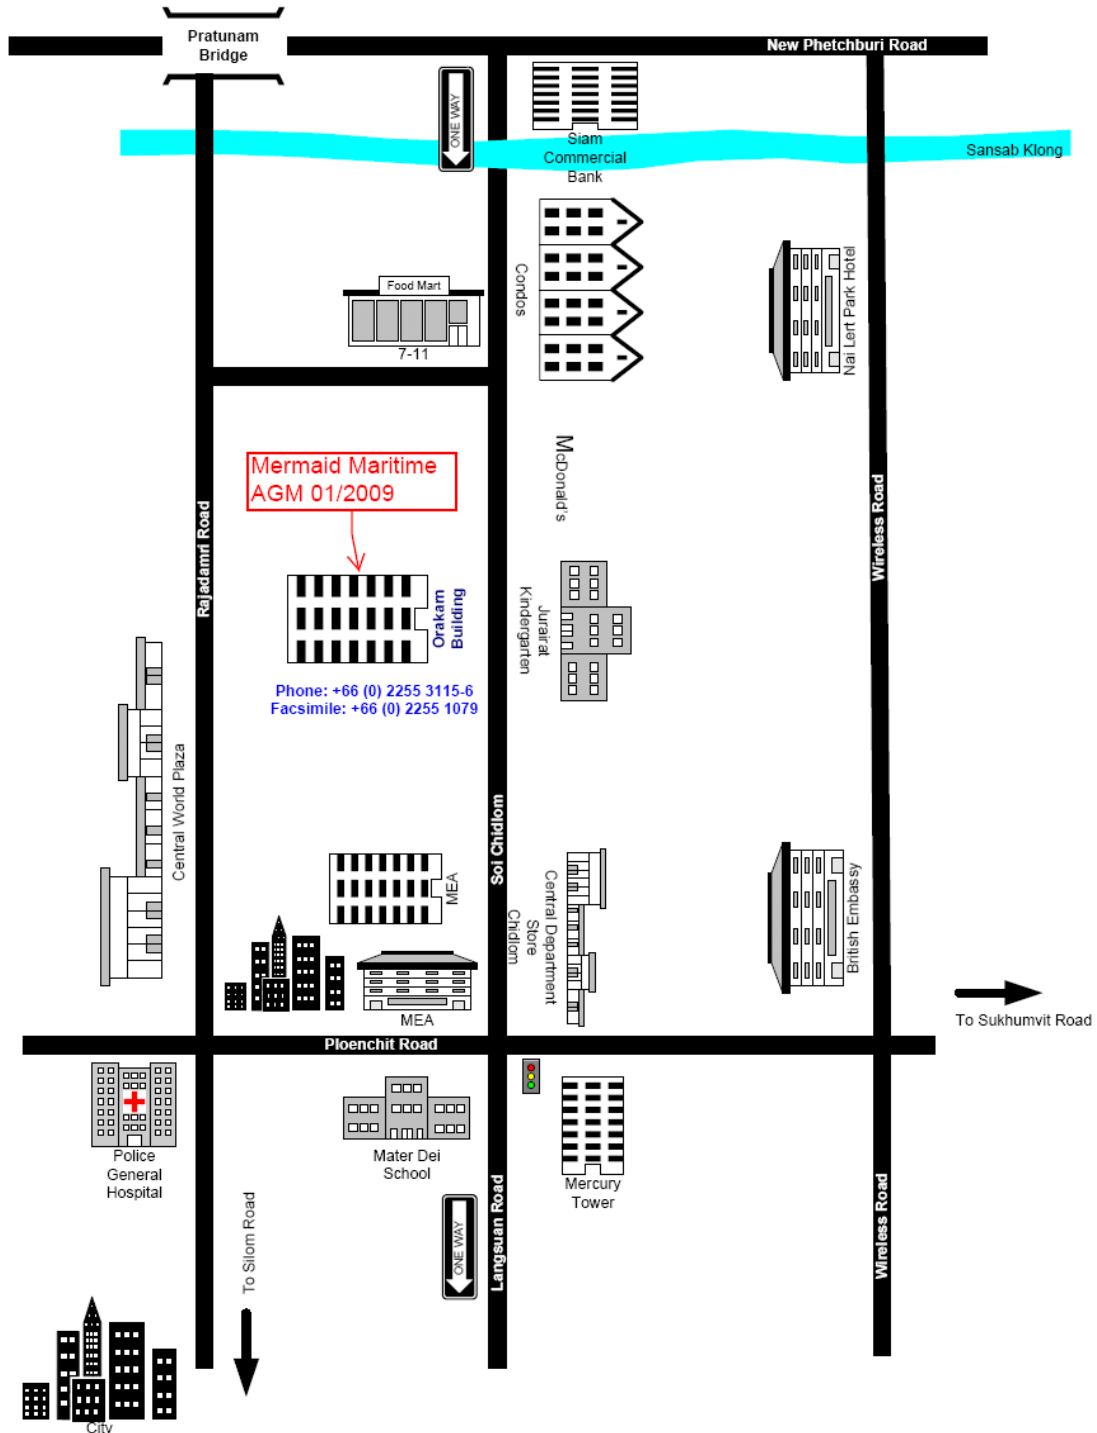 Pratunam
Bridge
New Phetchburi Road
ONE WAY
Siam
Commercial
Bank
Sansab Klong
Condos
Nai Lert Park Hotel
Food Mart
7-11
McDonald's
Mermaid Maritime
AGM 01/2009
Rajadamri Road
Wireless Road
Orakam
Building
Jurairat
Kindergarten
Phone: +66 (0) 2255 3115-6
Facsimile: +66 (0) 2255 1079
Central World Plaza
Soi Chidlom
MEA
Central Department
Store
Chidlom
British Embassy
MEA
To Sukhumvit Road
Ploenchit Road
Police
General
Hospital
Mater Dei
School
Mercury
Tower
To Silom Road
ONE WAY
Langsuan Road
Wireless Road
City